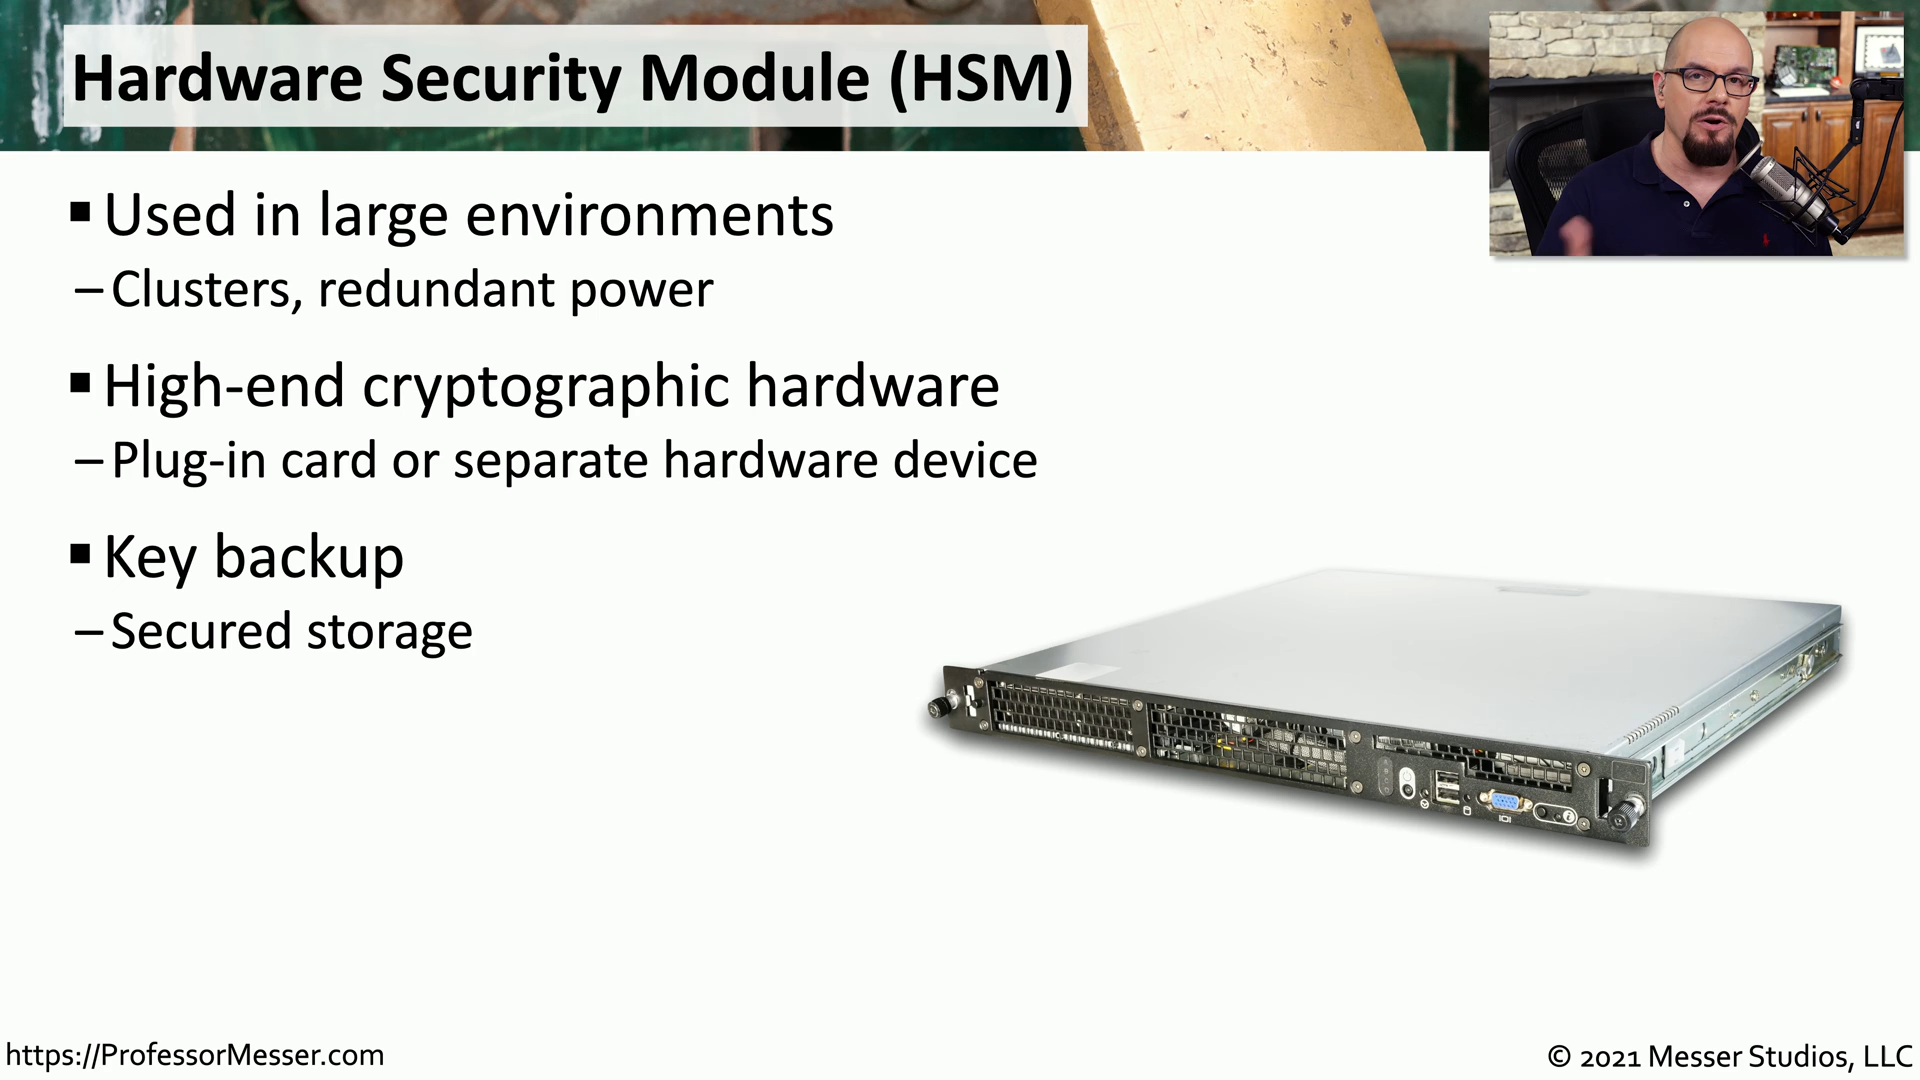 Hardware Security Module (HSM)
▪ Used in large environments
– Clusters, redundant power
▪ High-end cryptographic hardware
– Plug-in card or separate hardware device
▪ Key backup
– Secured storage
https://ProfessorMesser.com
© 2021 Messer Studios, LLC